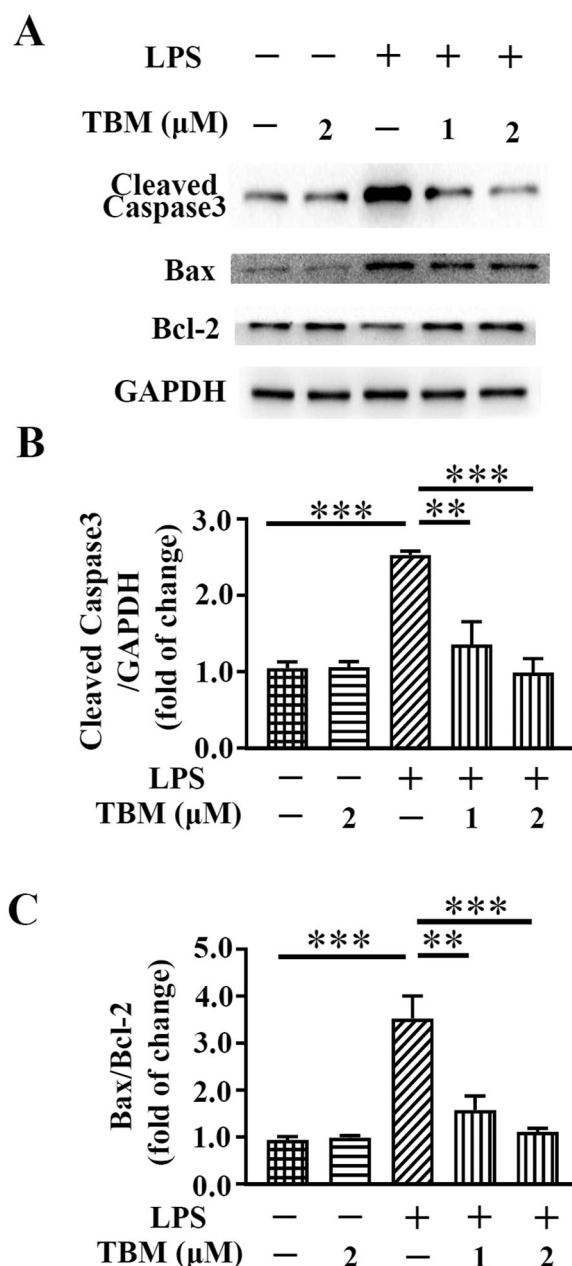 A
LPS — — + + +
TBM (μM) — 2 — 1 2
Cleaved
Caspase3
Bax
Bcl-2
GAPDH
B
Cleaved Caspase3
/GAPDH
(fold of change)
3.0
2.0
1.0
0.0
*** ** ***
LPS — — + + +
TBM (μM) — 2 — 1 2
C
Bax/Bcl-2
(fold of change)
5.0
4.0
3.0
2.0
1.0
0.0
*** ** ***
LPS — — + + +
TBM (μM) — 2 — 1 2